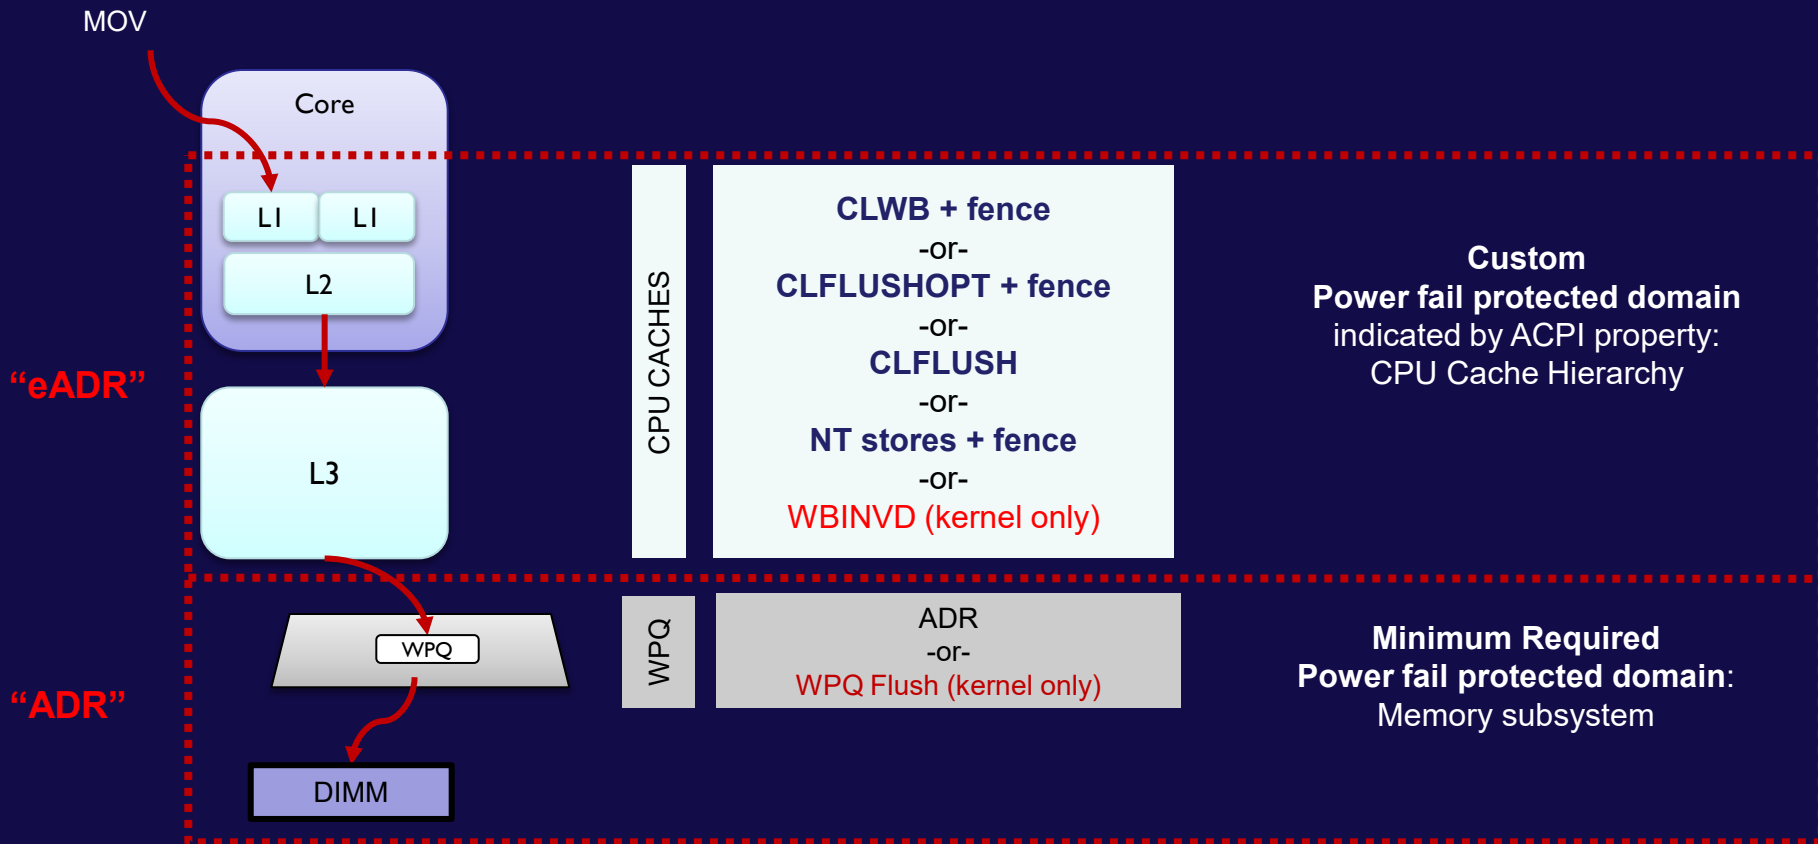 MOV
Core
L1
L1
L2
L3
“eADR”
CPU CACHES
CLWB + fence
-or-
CLFLUSHOPT + fence
-or-
CLFLUSH
-or-
NT stores + fence
-or-
WBINVD (kernel only)
Custom
Power fail protected domain
indicated by ACPI property:
CPU Cache Hierarchy
“ADR”
WPQ
DIMM
WPQ
ADR
-or-
WPQ Flush (kernel only)
Minimum Required
Power fail protected domain:
Memory subsystem